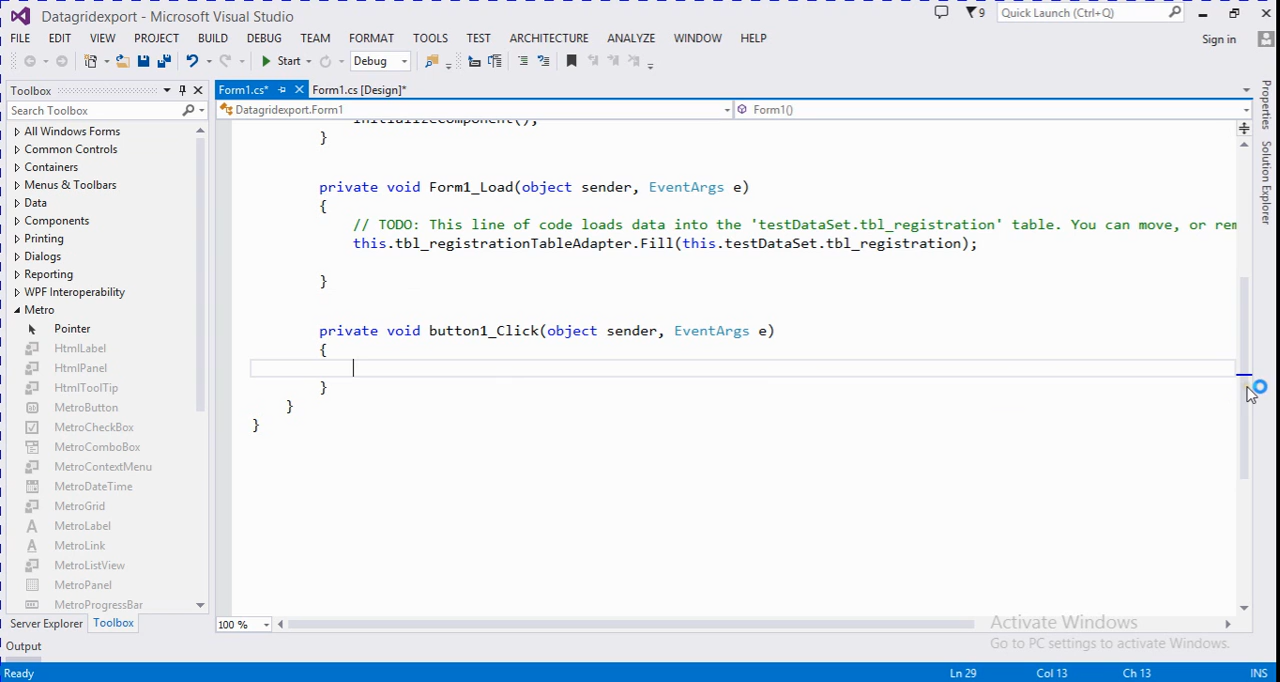 Datagridexport - Microsoft Visual Studio
9
Quick Launch (Ctrl+Q)
FILE EDIT VIEW PROJECT BUILD DEBUG TEAM FORMAT TOOLS TEST ARCHITECTURE ANALYZE WINDOW HELP
Sign in
Start
Debug
Toolbox
Search Toolbox
All Windows Forms
Common Controls
Containers
Menus & Toolbars
Data
Components
Printing
Dialogs
Reporting
WPF Interoperability
Metro
Pointer
HtmlLabel
HtmlPanel
HtmlToolTip
MetroButton
MetroCheckBox
MetroComboBox
MetroContextMenu
MetroDateTime
MetroGrid
MetroLabel
MetroLink
MetroListView
MetroPanel
MetroProgressBar
Server Explorer
Toolbox
Form1.cs*
Form1.cs [Design]*
Datagridexport.Form1
Form1()
InitializeComponent();
}
private void Form1_Load(object sender, EventArgs e)
{
// TODO: This line of code loads data into the 'testDataSet.tbl_registration' table. You can move, or rem
this.tbl_registrationTableAdapter.Fill(this.testDataSet.tbl_registration);
}
private void button1_Click(object sender, EventArgs e)
{
}
}
}
100 %
Properties
Solution Explorer
Activate Windows
Go to PC settings to activate Windows.
Output
Ready
Ln 29
Col 13
Ch 13
INS